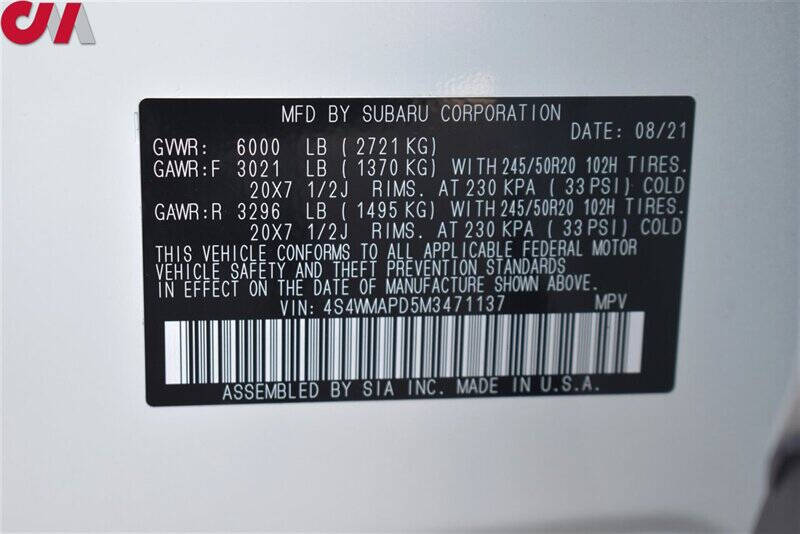 MFD BY SUBARU CORPORATION
DATE: 08/21
GVWR: 6000 LB ( 2721 KG)
GAWR:F 3021 LB ( 1370 KG) WITH 245/50R20 102H TIRES.
20X7 1/2J RIMS. AT 230 KPA ( 33 PSI) COLD
GAWR:R 3296 LB ( 1495 KG) WITH 245/50R20 102H TIRES.
20X7 1/2J RIMS. AT 230 KPA ( 33 PSI) COLD
THIS VEHICLE CONFORMS TO ALL APPLICABLE FEDERAL MOTOR
VEHICLE SAFETY AND THEFT PREVENTION STANDARDS
IN EFFECT ON THE DATE OF MANUFACTURE SHOWN ABOVE.
VIN: 4S4WMAPD5M3471137 MPV
ASSEMBLED BY SIA INC. MADE IN U.S.A.